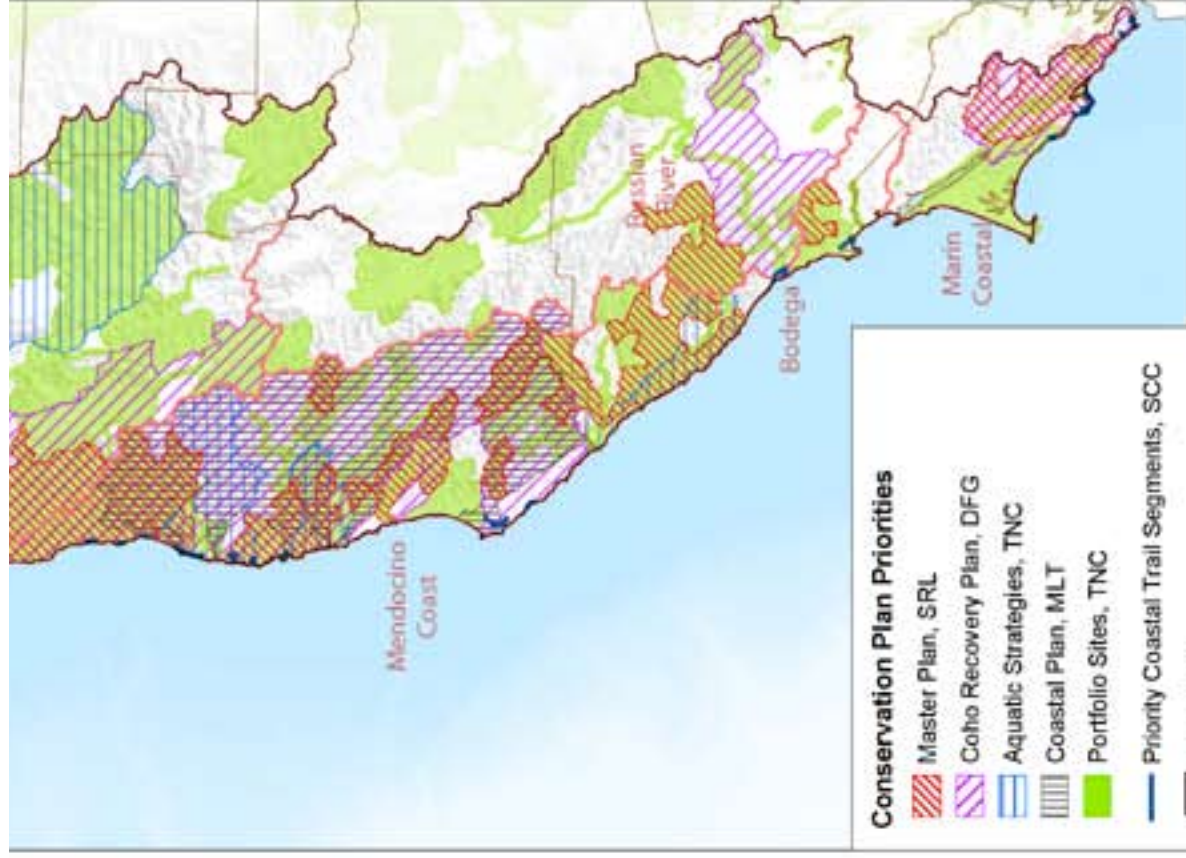 Russian
River
Marin
Coastal
Bodega
Mendocino
Coast
Conservation Plan Priorities
Master Plan, SRL
Coho Recovery Plan, DFG
Aquatic Strategies, TNC
Coastal Plan, MLT
Portfolio Sites, TNC
Priority Coastal Trail Segments, SCC